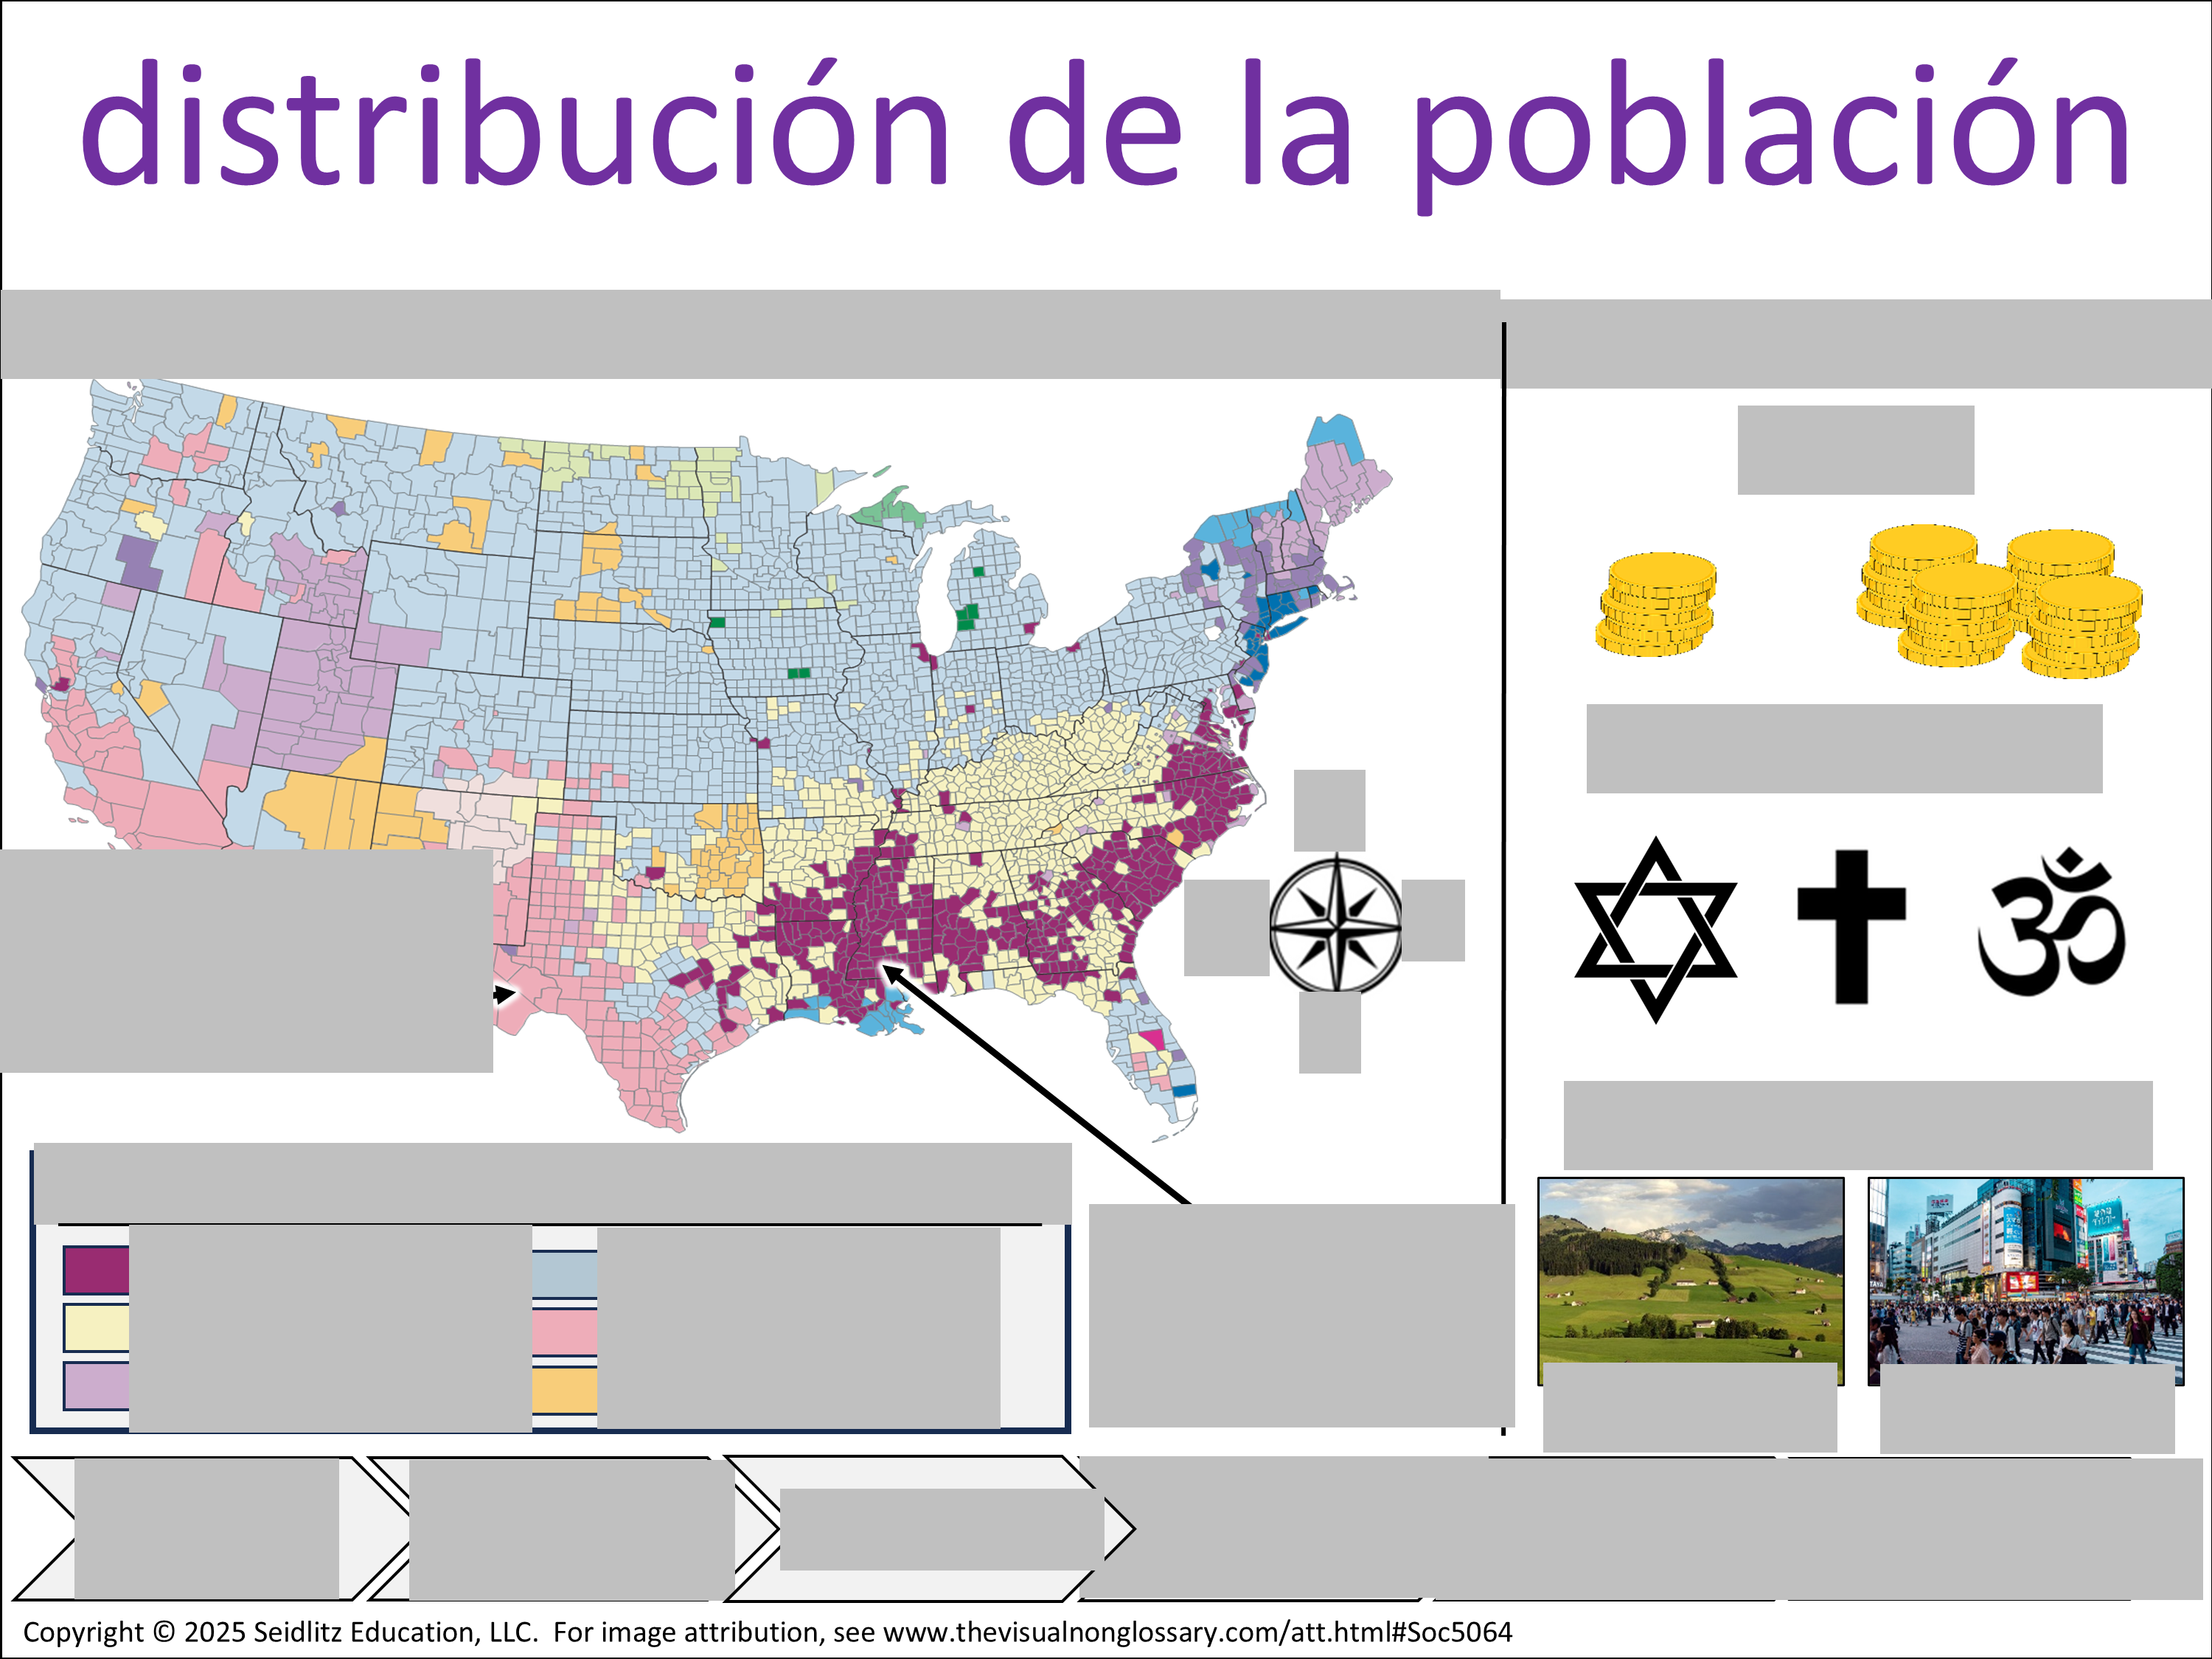 distribución de la población
Copyright © 2025 Seidlitz Education, LLC.  For image attribution, see www.thevisualnonglossary.com/att.html#Soc5064